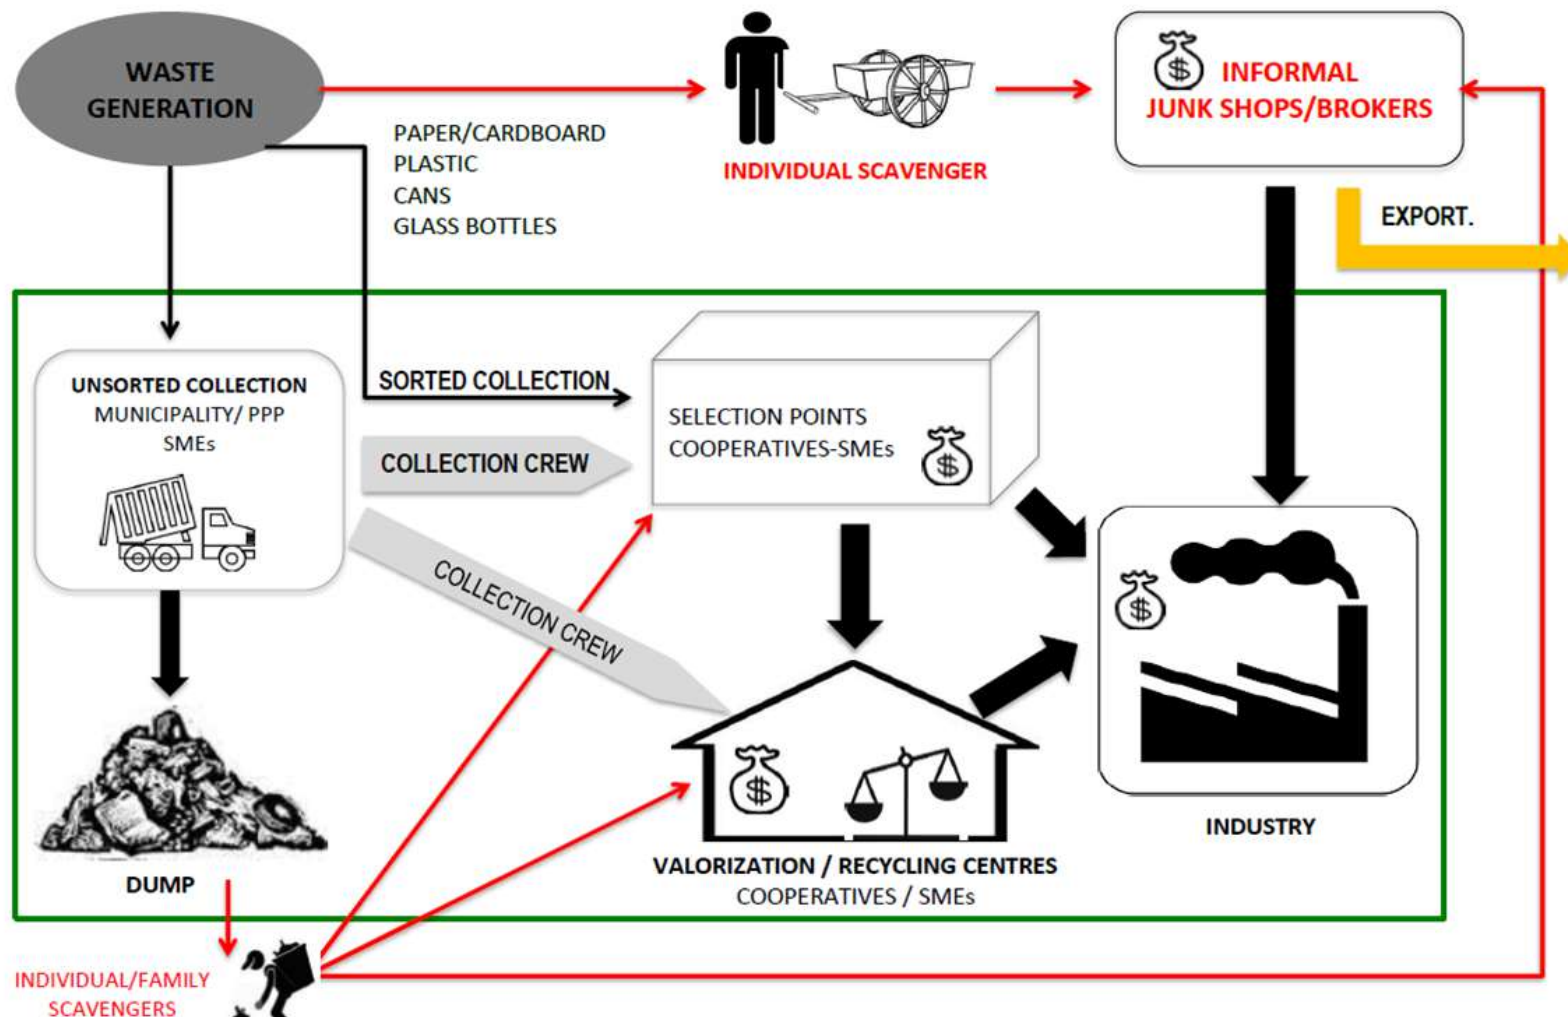 WASTE
GENERATION
PAPER/CARDBOARD
PLASTIC
CANS
GLASS BOTTLES
INDIVIDUAL SCAVENGER
$ INFORMAL
JUNK SHOPS/BROKERS
EXPORT.
UNSORTED COLLECTION
MUNICIPALITY/ PPP
SMEs
SORTED COLLECTION
COLLECTION CREW
COLLECTION CREW
SELECTION POINTS
COOPERATIVES-SMEs
$
$
INDUSTRY
$
VALORIZATION / RECYCLING CENTRES
COOPERATIVES / SMEs
DUMP
INDIVIDUAL/FAMILY
SCAVENGERS